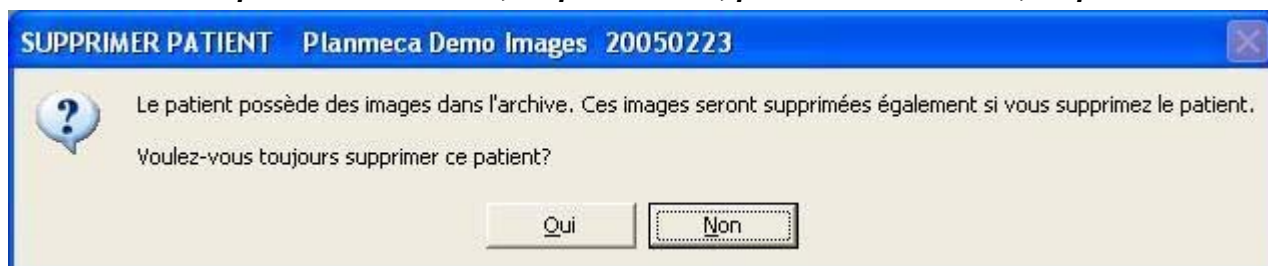 SUPPRIMER PATIENT Planmeca Demo Images 20050223
Le patient possède des images dans l'archive. Ces images seront supprimées également si vous supprimez le patient.
Voulez-vous toujours supprimer ce patient?
Oui Non